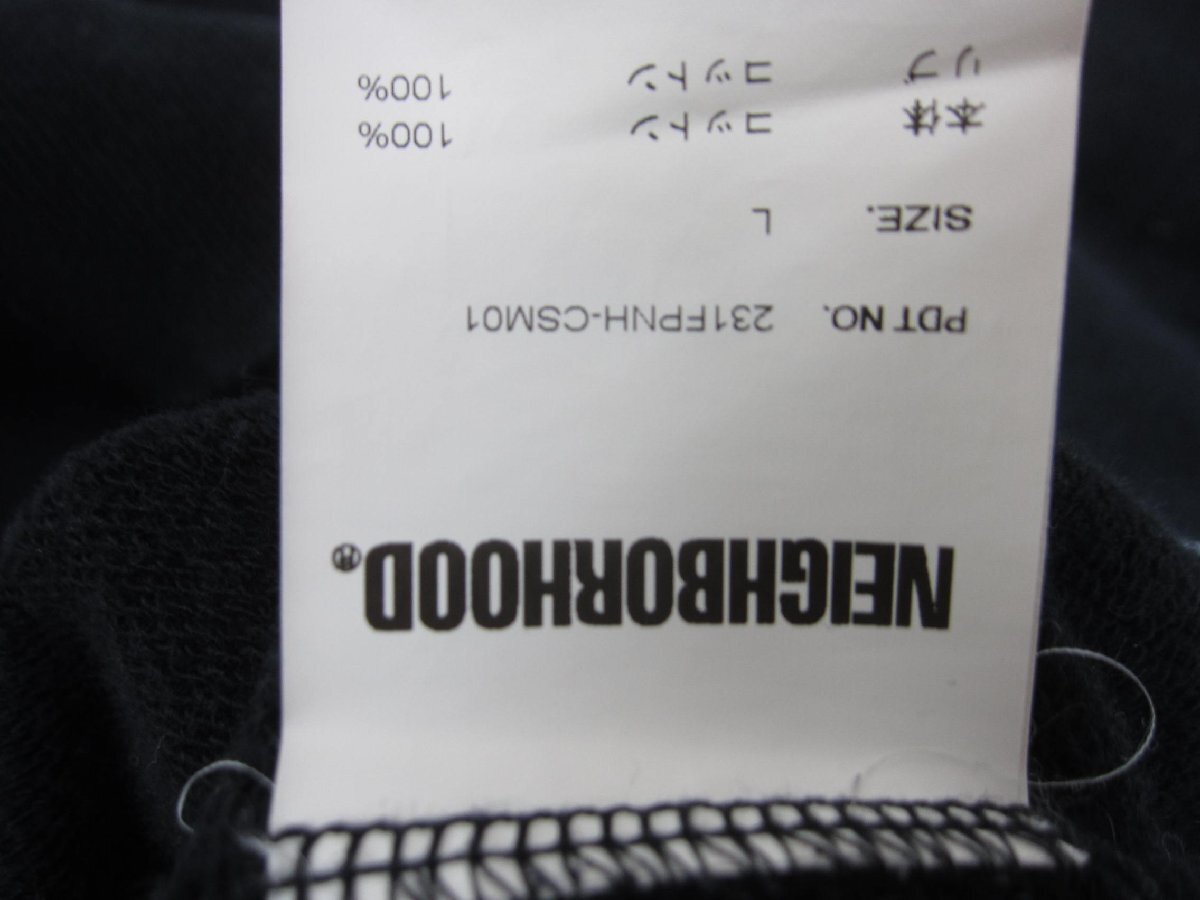 NEIGHBORHOOD.®
PDT NO. 231FPNH-CSM01
SIZE. L
本体 コットン 100%
リブ コットン 100%